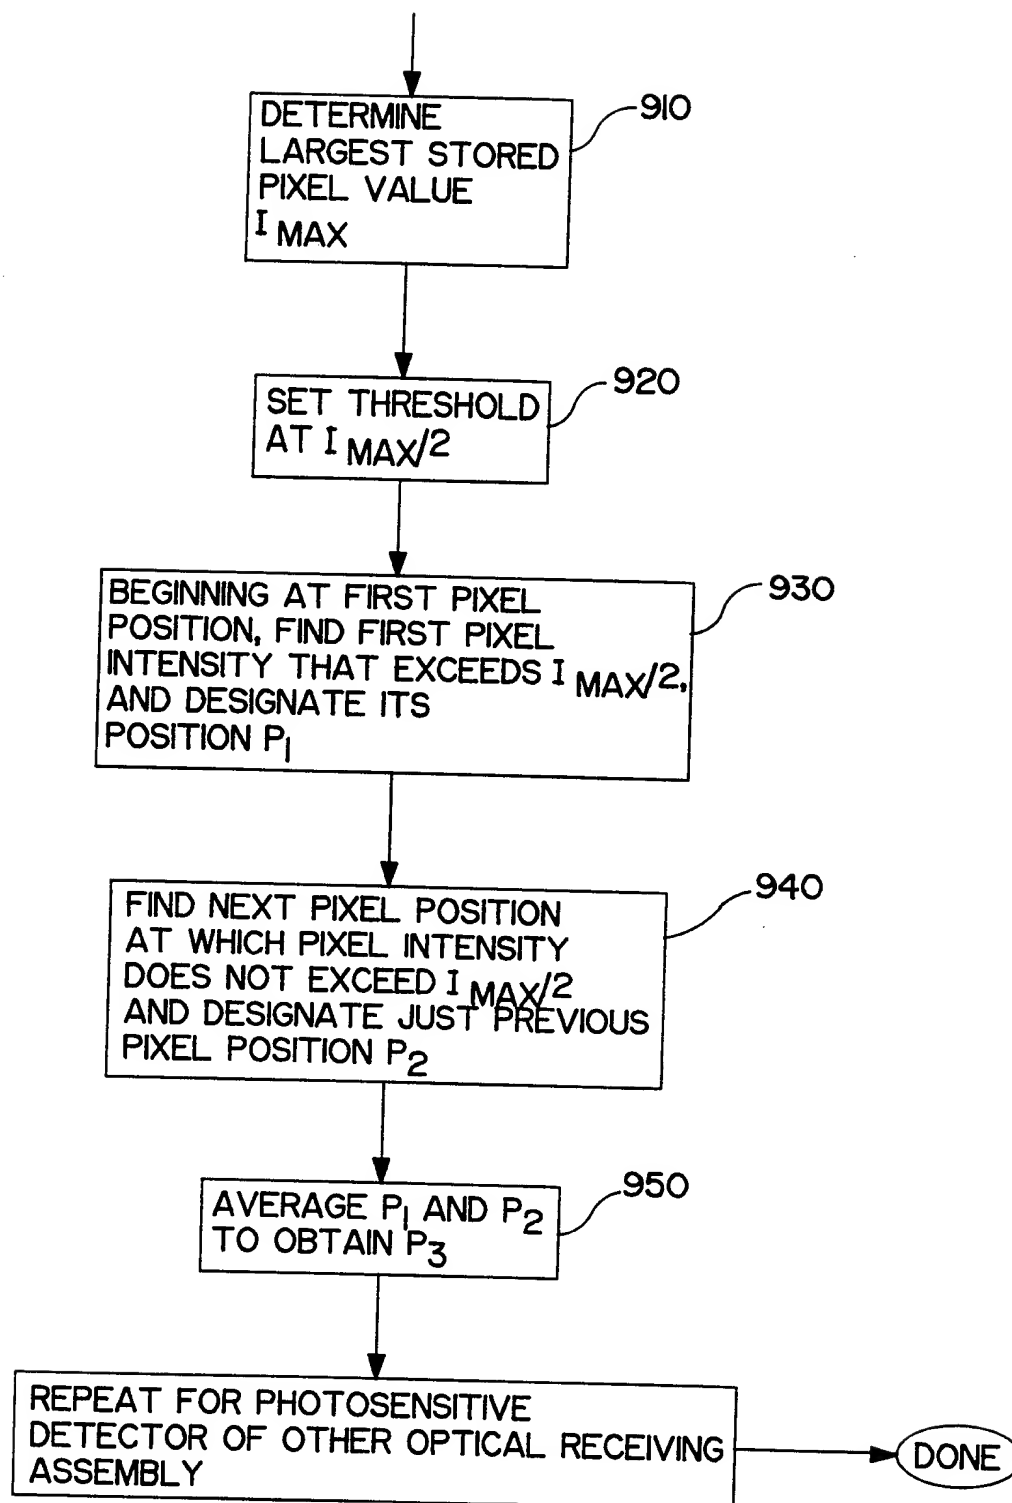 DETERMINE
LARGEST STORED
PIXEL VALUE
I MAX
910
SET THRESHOLD
AT I MAX/2
920
BEGINNING AT FIRST PIXEL
POSITION, FIND FIRST PIXEL
INTENSITY THAT EXCEEDS I MAX/2,
AND DESIGNATE ITS
POSITION P1
930
FIND NEXT PIXEL POSITION
AT WHICH PIXEL INTENSITY
DOES NOT EXCEED I MAX/2
AND DESIGNATE JUST PREVIOUS
PIXEL POSITION P2
940
AVERAGE P1 AND P2
TO OBTAIN P3
950
REPEAT FOR PHOTOSENSITIVE
DETECTOR OF OTHER OPTICAL RECEIVING
ASSEMBLY
DONE